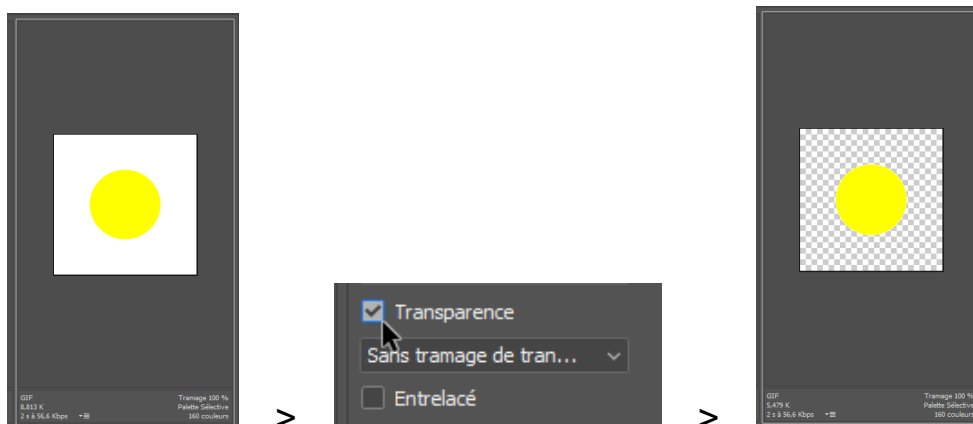 GIF
8,813 K
2 s à 56,6 Kbps
Tramage 100 %
Palette Sélective
160 couleurs
>
Transparence
Sans tramage de tran...
Entrelacé
>
GIF
5,479 K
2 s à 56,6 Kbps
Tramage 100 %
Palette Sélective
160 couleurs